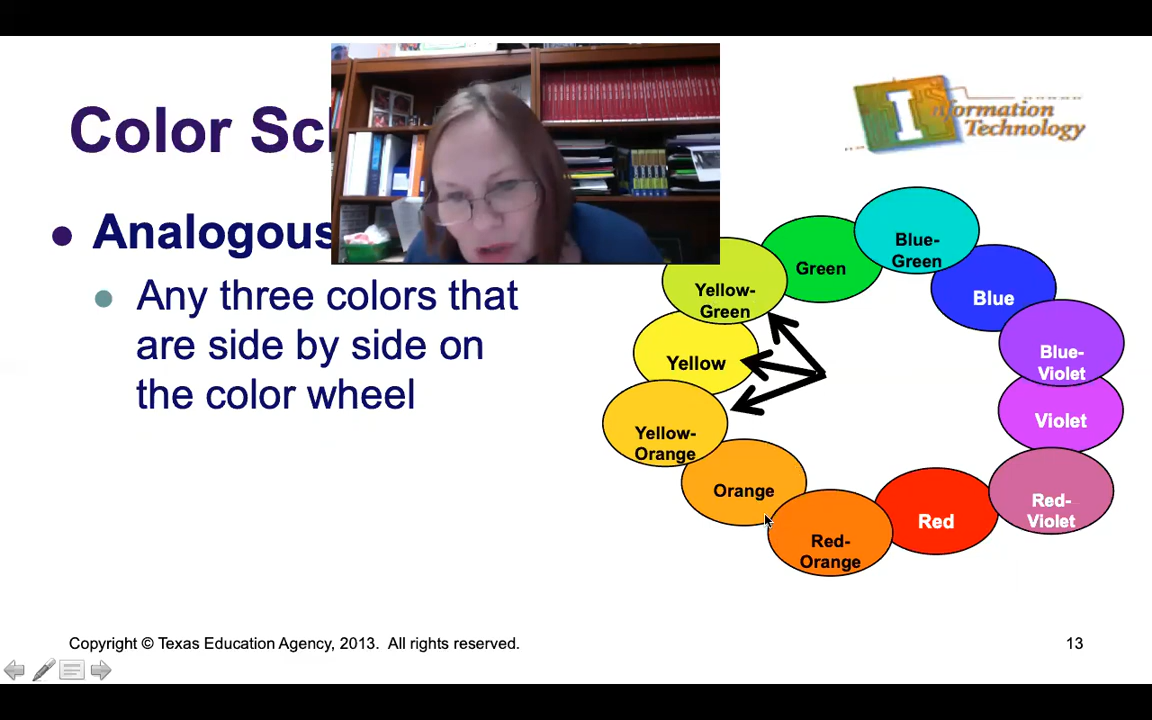 Color Sc
Information
Technology
Analogous
Any three colors that
are side by side on
the color wheel
Blue-
Green
Green
Yellow-
Green
Blue
Yellow
Blue-
Violet
Violet
Yellow-
Orange
Orange
Red-
Violet
Red
Red-
Orange
Copyright © Texas Education Agency, 2013. All rights reserved.
13